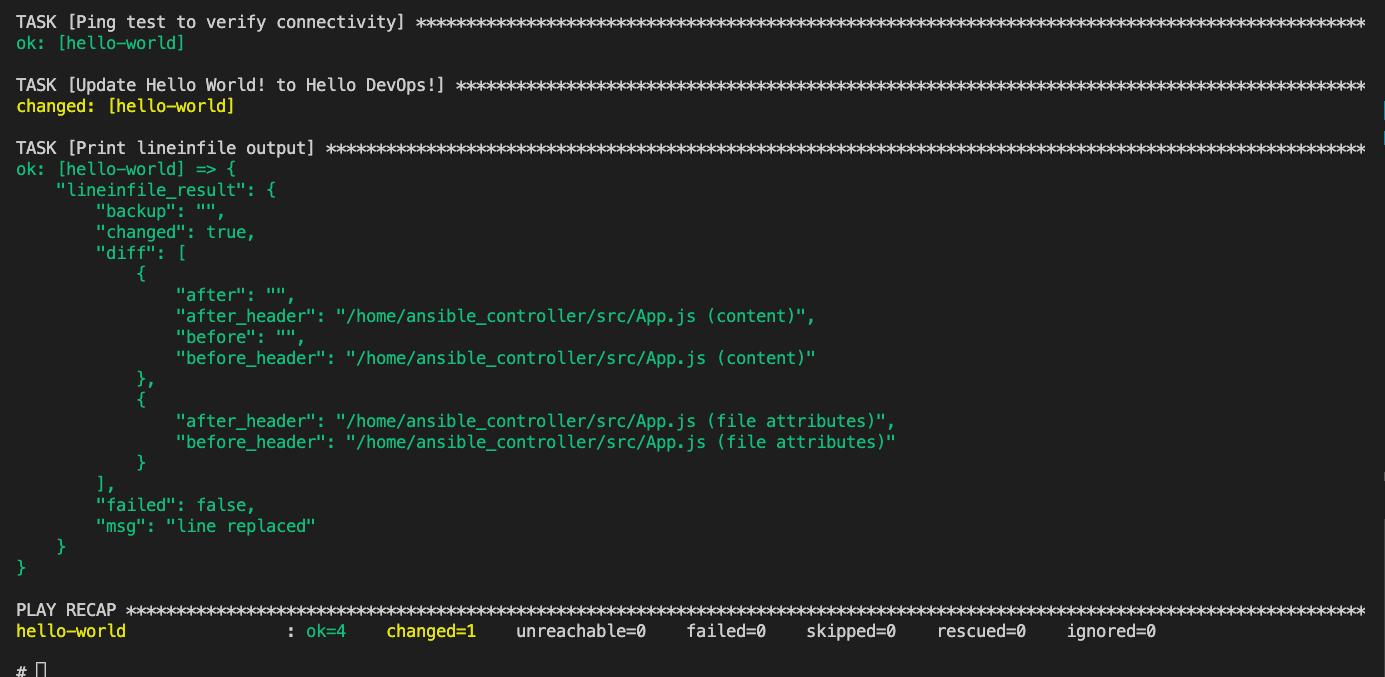 TASK [Ping test to verify connectivity] ***********************************************************************************************
ok: [hello-world]
TASK [Update Hello World! to Hello DevOps!] *******************************************************************************************
changed: [hello-world]
TASK [Print lineinfile output] ********************************************************************************************************
ok: [hello-world] => {
    "lineinfile_result": {
        "backup": "",
        "changed": true,
        "diff": [
            {
                "after": "",
                "after_header": "/home/ansible_controller/src/App.js (content)",
                "before": "",
                "before_header": "/home/ansible_controller/src/App.js (content)"
            },
            {
                "after_header": "/home/ansible_controller/src/App.js (file attributes)",
                "before_header": "/home/ansible_controller/src/App.js (file attributes)"
            }
        ],
        "failed": false,
        "msg": "line replaced"
    }
}
PLAY RECAP ****************************************************************************************************************************
hello-world                : ok=4    changed=1    unreachable=0    failed=0    skipped=0    rescued=0    ignored=0
#